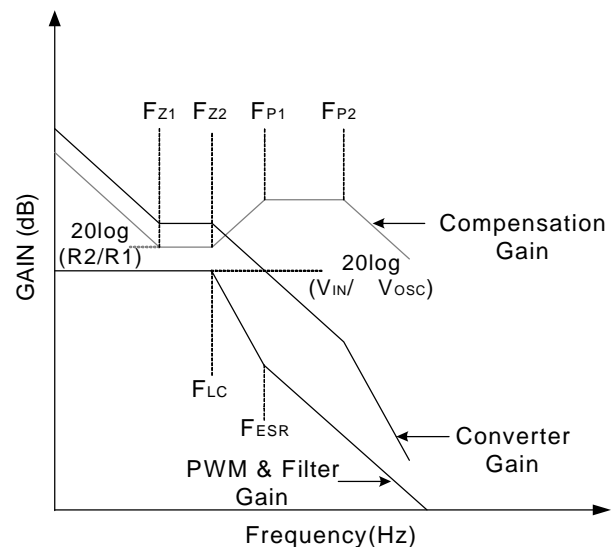 FZ1 FZ2 FP1 FP2
GAIN (dB)
20log
(R2/R1)
Compensation
Gain
20log
(VIN/ VOSC)
FLC
FESR
Converter
Gain
PWM & Filter
Gain
Frequency(Hz)